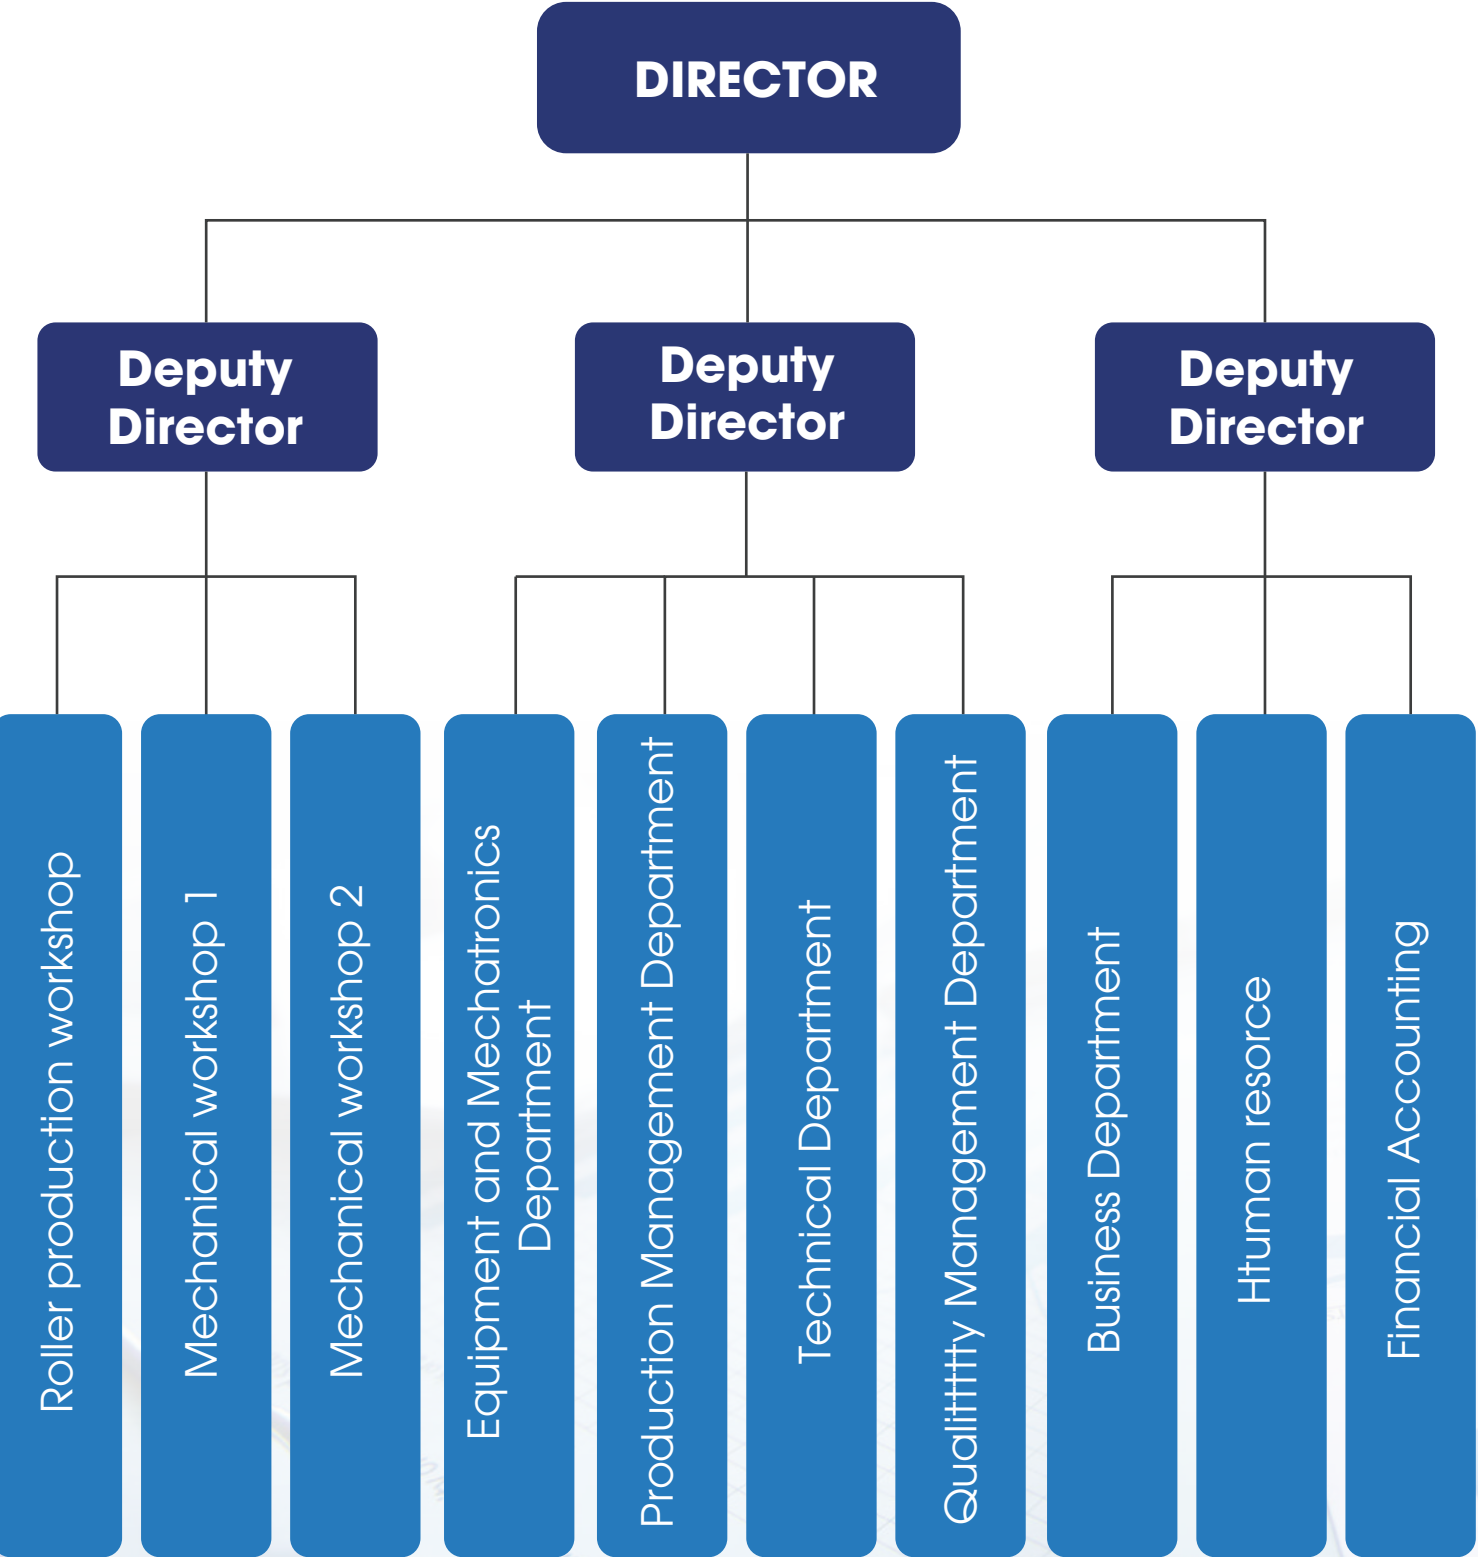 DIRECTOR
Deputy
Director
Deputy
Director
Deputy
Director
Roller production workshop
Mechanical workshop 1
Mechanical workshop 2
Equipment and Mechatronics
Department
Production Management Department
Technical Department
Qualitttttty Management Department
Business Department
Htuman resorce
Financial Accounting